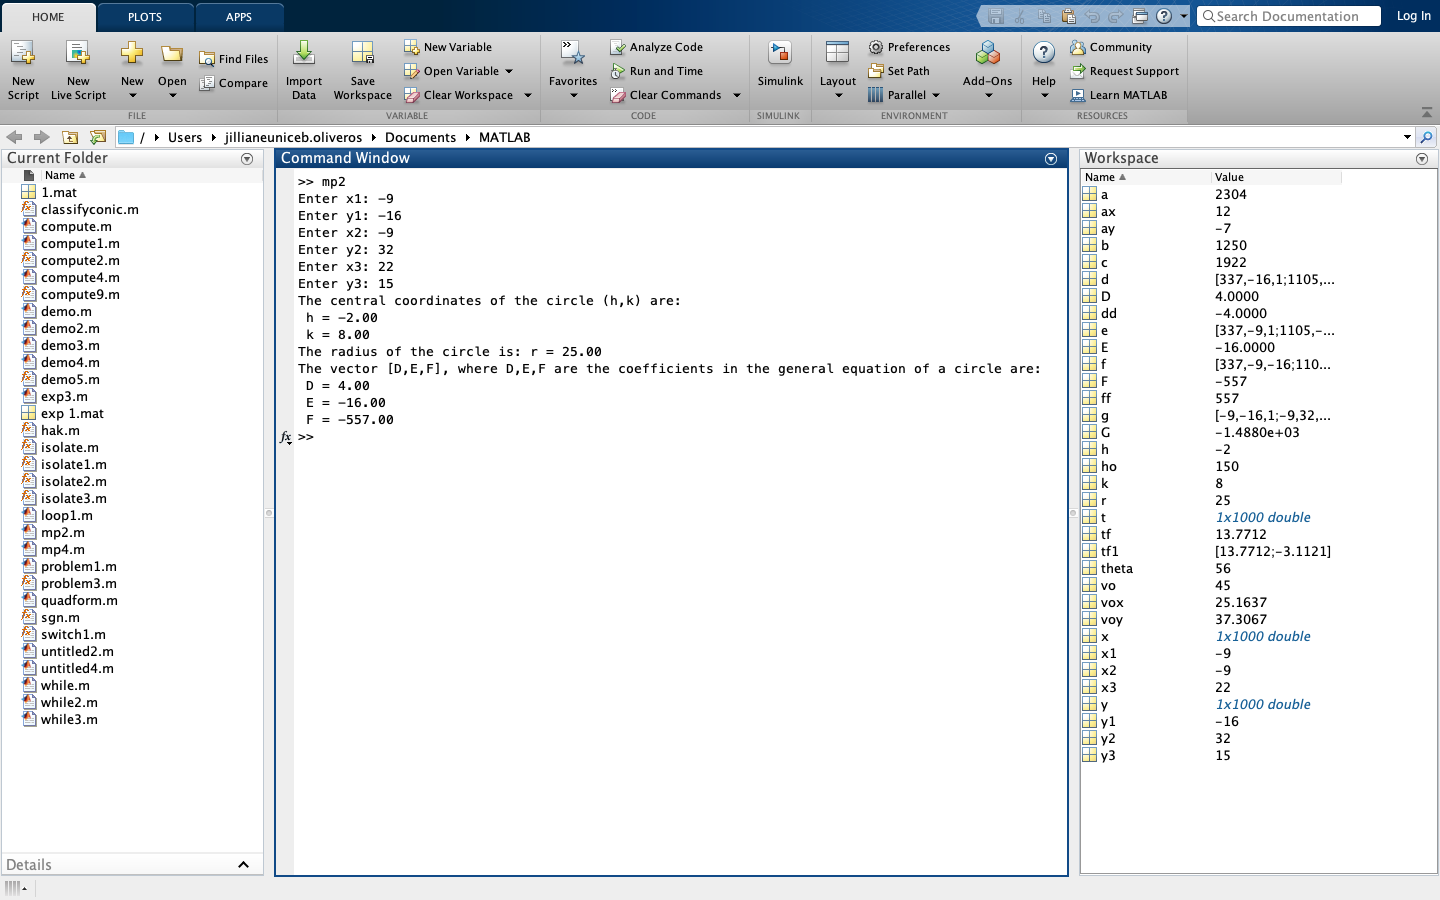 HOME PLOTS APPS
Search Documentation Log In
New Script
New Live Script
New
Open
Find Files
Compare
FILE
Import Data
Save Workspace
New Variable
Open Variable
Clear Workspace
VARIABLE
Favorites
Analyze Code
Run and Time
Clear Commands
CODE
Simulink
SIMULINK
Layout
Preferences
Set Path
Parallel
Add-Ons
ENVIRONMENT
Help
Community
Request Support
Learn MATLAB
RESOURCES
/ Users jillianeuniceb.oliveros Documents MATLAB
Current Folder
Name
1.mat
classifyconic.m
compute.m
compute1.m
compute2.m
compute4.m
compute9.m
demo.m
demo2.m
demo3.m
demo4.m
demo5.m
exp3.m
exp 1.mat
hak.m
isolate.m
isolate1.m
isolate2.m
isolate3.m
loop1.m
mp2.m
mp4.m
problem1.m
problem3.m
quadform.m
sgn.m
switch1.m
untitled2.m
untitled4.m
while.m
while2.m
while3.m
Details
Command Window
>> mp2
Enter x1: -9
Enter y1: -16
Enter x2: -9
Enter y2: 32
Enter x3: 22
Enter y3: 15
The central coordinates of the circle (h,k) are:
h = -2.00
k = 8.00
The radius of the circle is: r = 25.00
The vector [D,E,F], where D,E,F are the coefficients in the general equation of a circle are:
D = 4.00
E = -16.00
F = -557.00
fx >>
Workspace
Name Value
a 2304
ax 12
ay -7
b 1250
c 1922
d [337,-16,1;1105,...
D 4.0000
dd -4.0000
e [337,-9,1;1105,-...
E -16.0000
f [337,-9,-16;110...
F -557
ff 557
g [-9,-16,1;-9,32,...
G -1.4880e+03
h -2
ho 150
k 8
r 25
t 1x1000 double
tf 13.7712
tf1 [13.7712;-3.1121]
theta 56
vo 45
vox 25.1637
voy 37.3067
x 1x1000 double
x1 -9
x2 -9
x3 22
y 1x1000 double
y1 -16
y2 32
y3 15